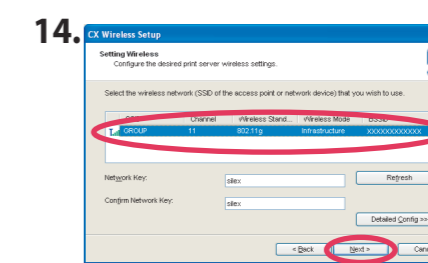 14.
CX Wireless Setup
Setting Wireless
Configure the desired print server wireless settings.
Select the wireless network (SSID of the access point or network device) that you wish to use.
Channel Wireless Stand... Wireless Mode BSSID
GROUP 11 802.11g Infrastructure XXXXXXXXXXXX
Network Key: silex Refresh
Confirm Network Key: silex
Detailed Config >>
< Back Next >